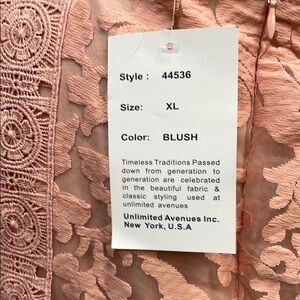 Style : 44536
Size: XL
Color: BLUSH
Timeless Traditions Passed
down from generation to
generation are celebrated
in the beautiful fabric &
classic styling used at
unlimited avenues
Unlimited Avenues Inc.
New York, U.S.A